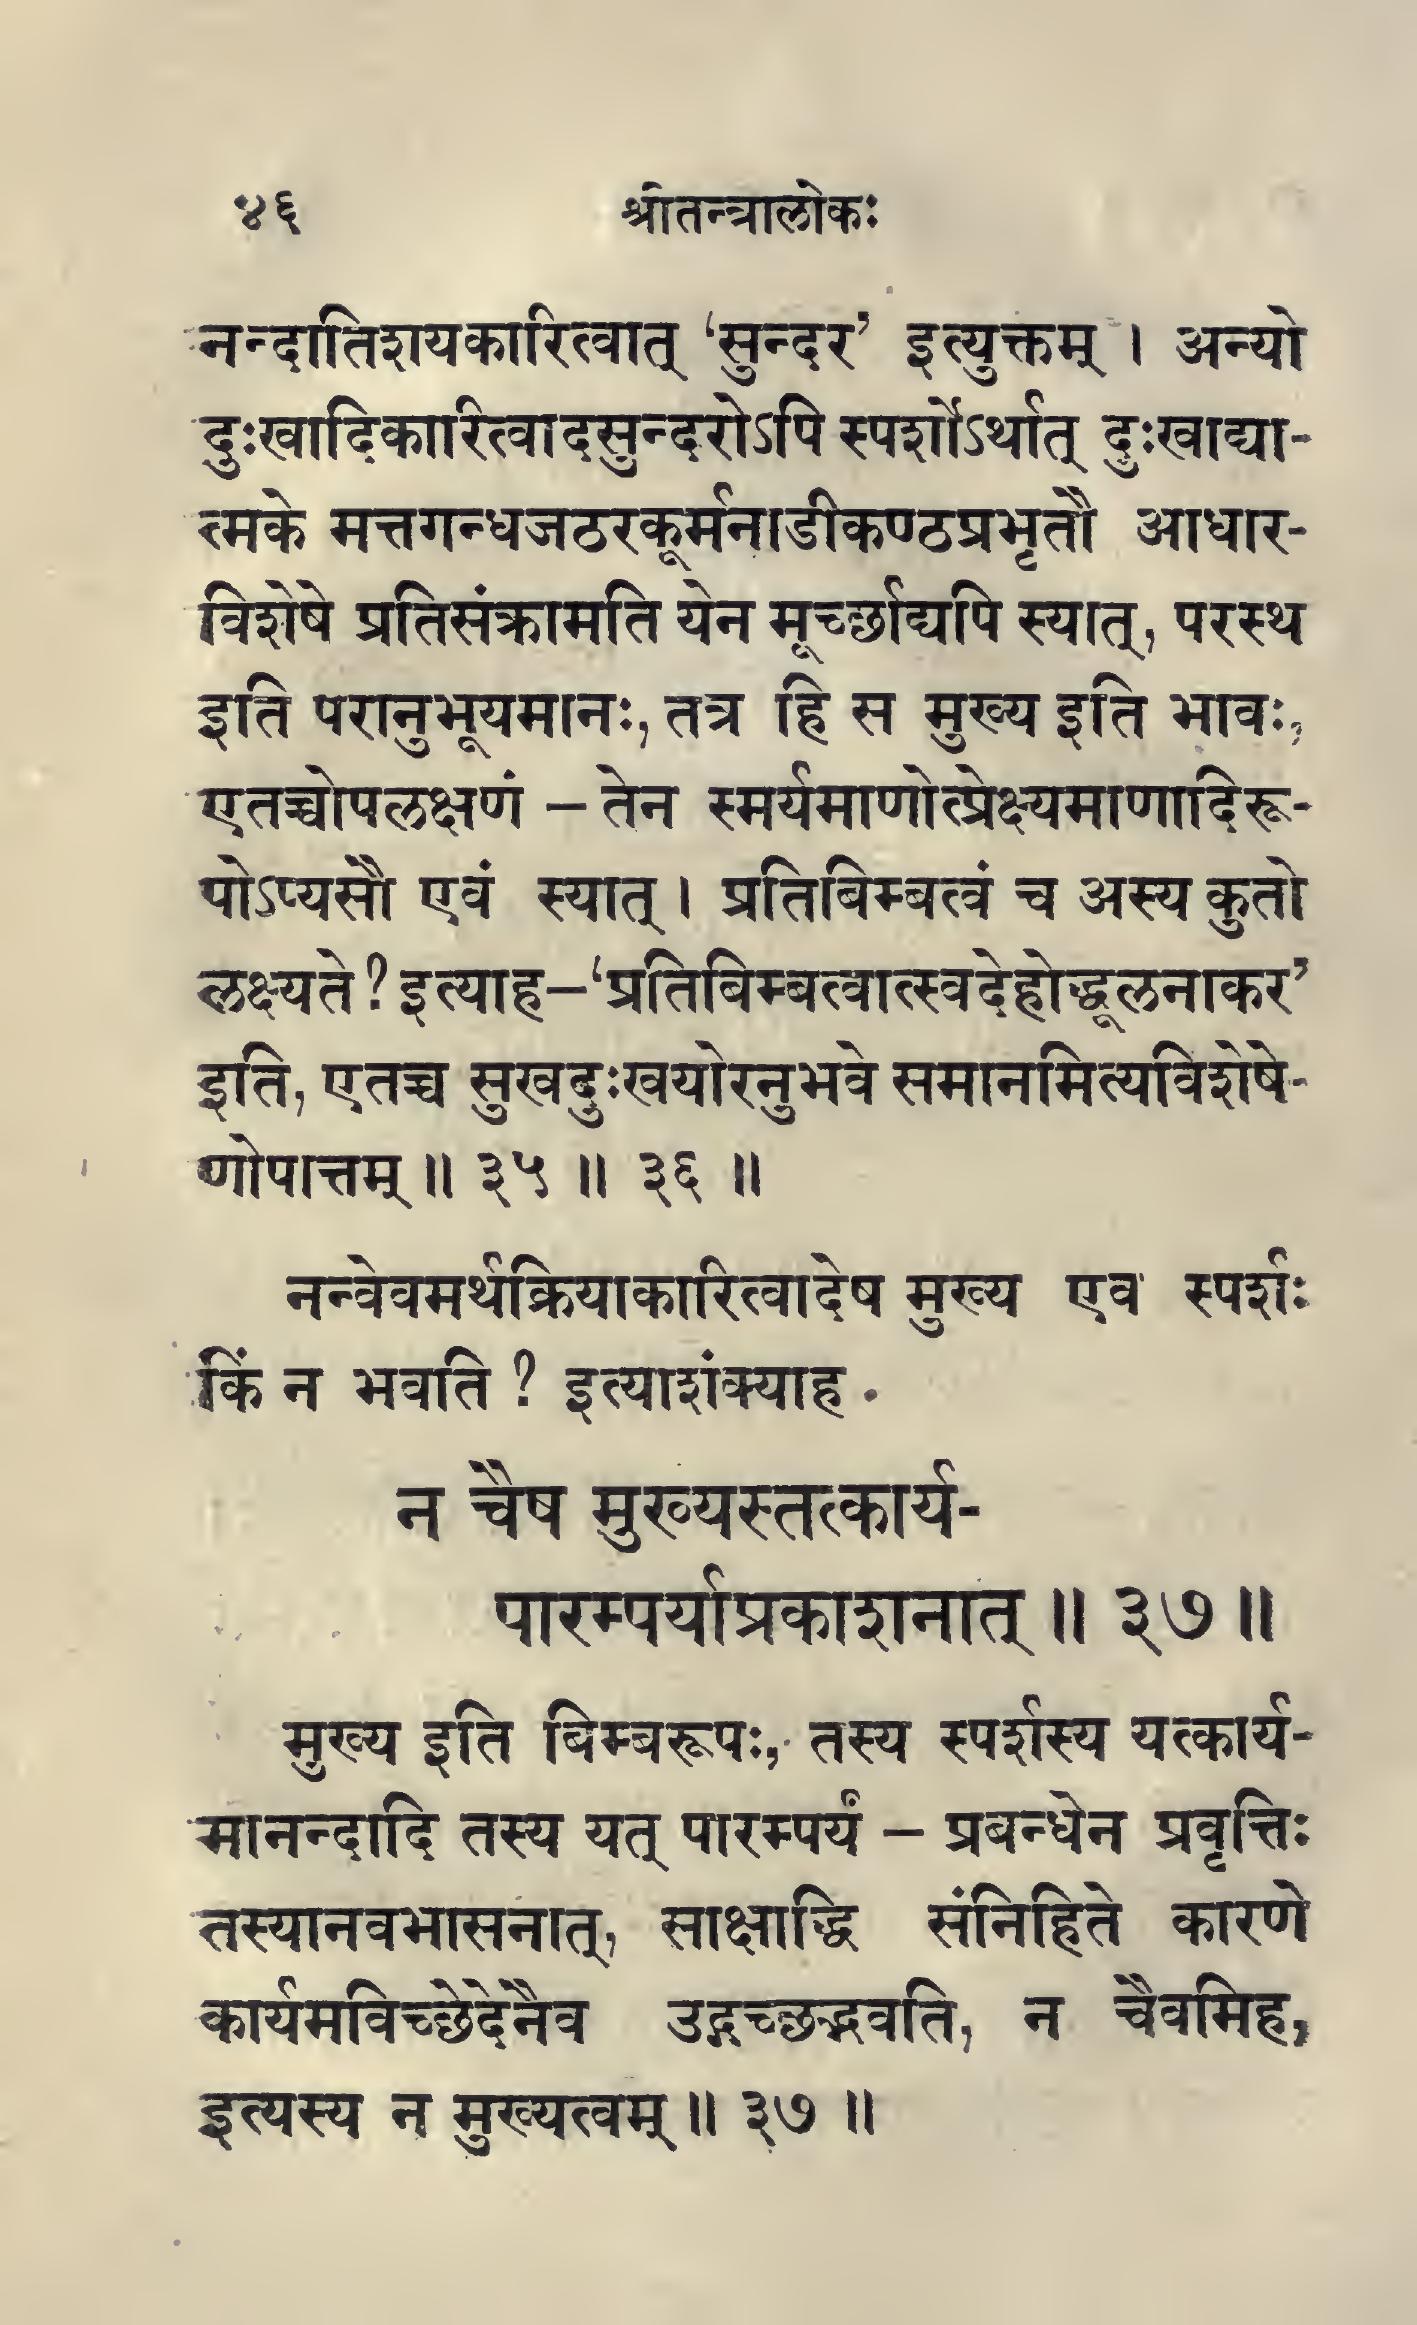 ४६ श्रीतन्त्रालोकः
नन्दातिशयकारित्वात् ‘सुन्दर’ इत्युक्तम् । अन्यो
दुःखादिकारित्वादसुन्दरोऽपि स्पर्शोऽर्थात् दुःखाद्या-
त्मके मत्तगन्धजठरकूर्मनाडीकण्ठप्रभृतौ आधार-
विशेषे प्रतिसंक्रामति येन मूर्च्छाद्यपि स्यात्, परस्थ
इति परानुभूयमानः, तत्र हि स मुख्य इति भावः,
एतच्चोपलक्षणं – तेन स्मर्यमाणोत्प्रेक्ष्यमाणादिरू-
पोऽप्यसौ एवं स्यात् । प्रतिबिम्बत्वं च अस्य कुतो
लक्ष्यते ? इत्याह–‘प्रतिबिम्बत्वात्स्वदेहोद्धूलनाकर’
इति, एतच्च सुखदुःखयोरनुभवे समानमित्यविशेषे-
णोपात्तम् ॥ ३५ ॥ ३६ ॥
नन्वेवमर्थक्रियाकारित्वादेष मुख्य एव स्पर्शः
किं न भवति ? इत्याशंक्याह .
न चैष मुख्यस्तत्कार्य-
पारम्पर्याप्रकाशनात् ॥ ३७ ॥
मुख्य इति बिम्बरूपः, तस्य स्पर्शस्य यत्कार्य-
मानन्दादि तस्य यत् पारम्पर्यं – प्रबन्धेन प्रवृत्तिः
तस्यानवभासनात्, साक्षाद्धि संनिहिते कारणे
कार्यमविच्छेदेनैव उद्गच्छद्भवति, न चैवमिह,
इत्यस्य न मुख्यत्वम् ॥ ३७ ॥